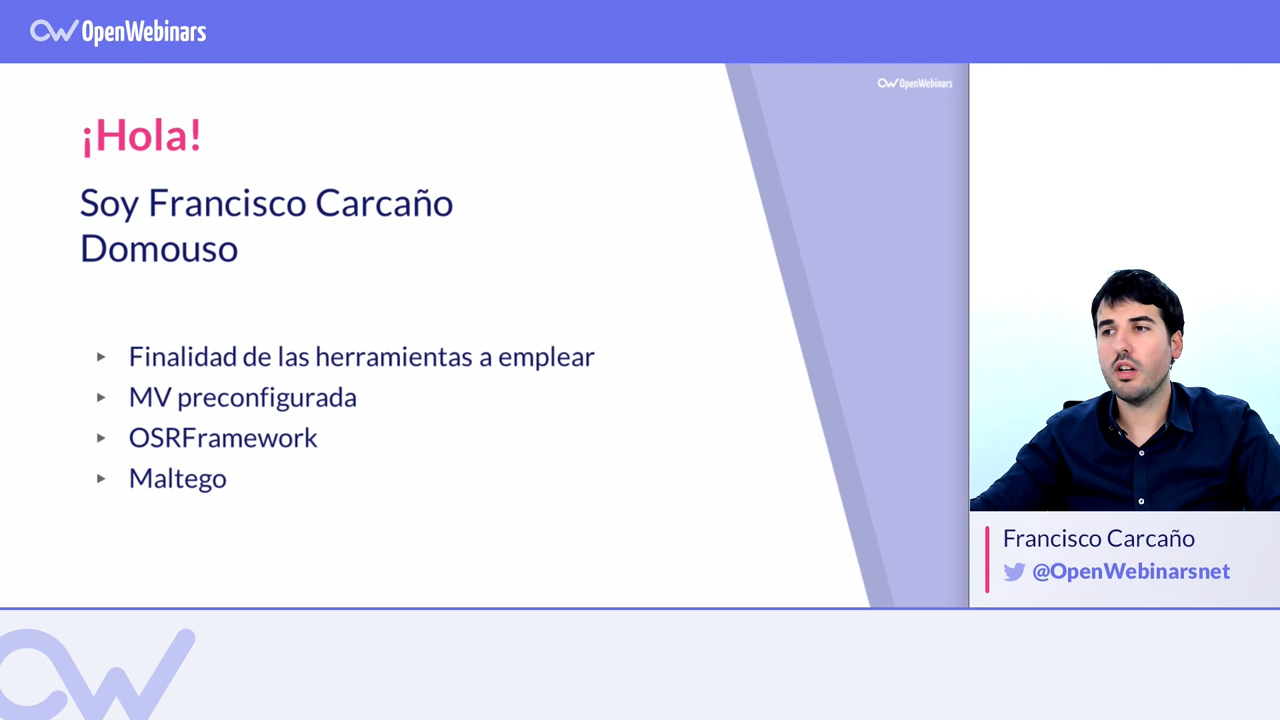 OpenWebinars
OpenWebinars
¡Hola!
Soy Francisco Carcaño
Domouso
▸ Finalidad de las herramientas a emplear
▸ MV preconfigurada
▸ OSRFramework
▸ Maltego
Francisco Carcaño
@OpenWebinarsnet